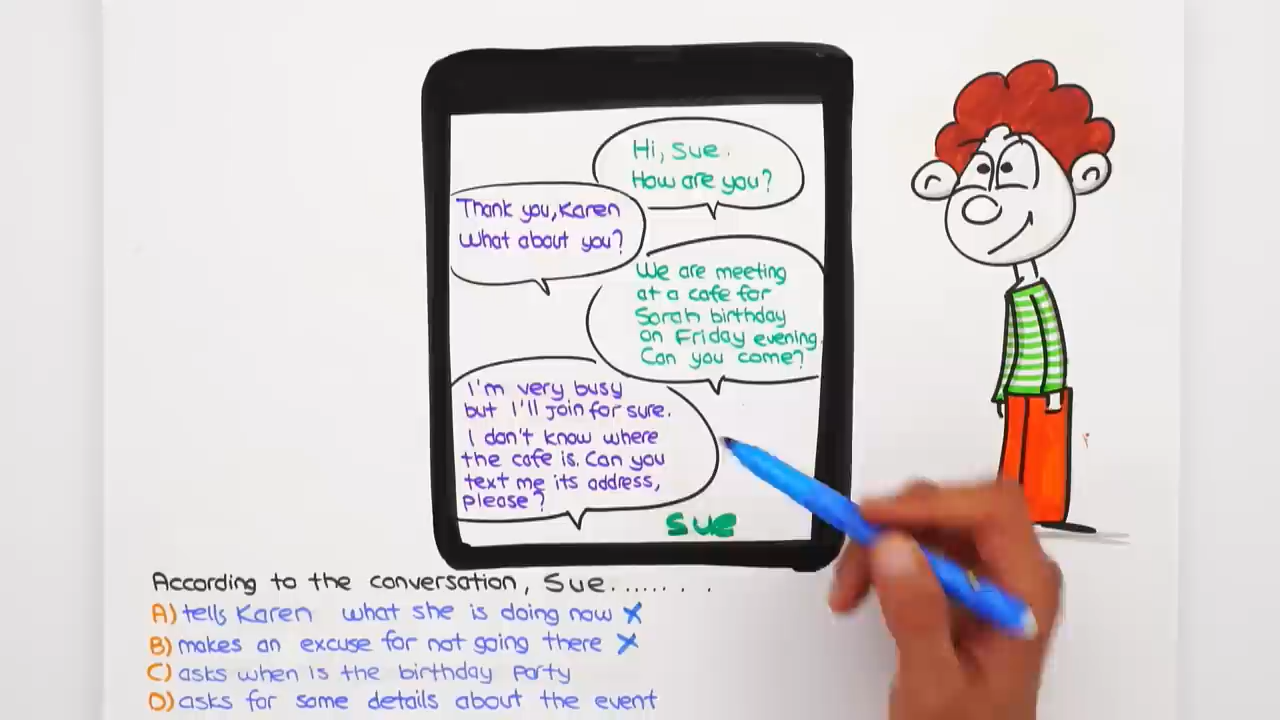 Hi, Sue.
How are you?
Thank you, Karen
What about you?
We are meeting
at a cafe for
Sarah birthday
on Friday evening.
Can you come?
I'm very busy
but I'll join for sure.
I don't know where
the cafe is. Can you
text me its address,
please?
Sue
According to the conversation, Sue.........
A) tells Karen what she is doing now X
B) makes an excuse for not going there X
C) asks when is the birthday party
D) asks for some details about the event